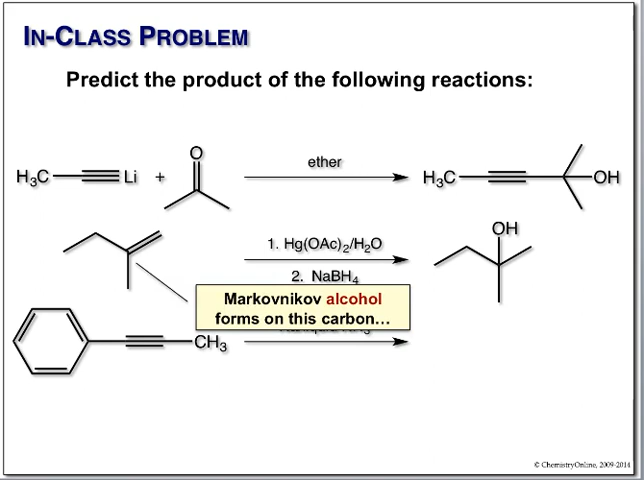 IN-CLASS PROBLEM
Predict the product of the following reactions:
H3C Li + O ether H3C OH
1. Hg(OAc)2/H2O OH
2. NaBH4
Markovnikov alcohol
forms on this carbon...
CH3
© ChemistryOnline, 2009-2014